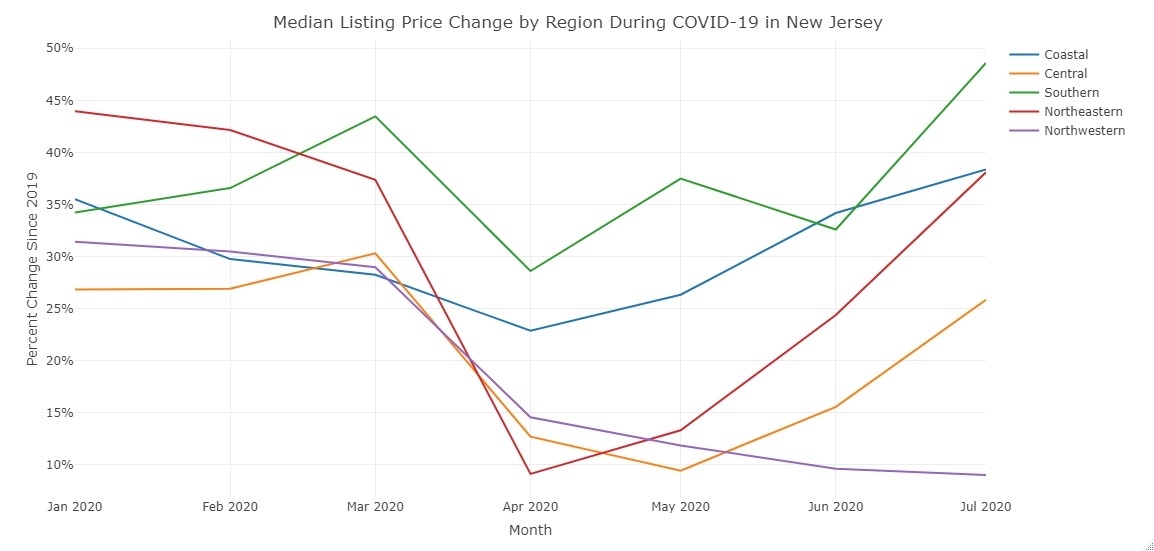 Median Listing Price Change by Region During COVID-19 in New Jersey
50%
45%
40%
35%
30%
25%
20%
15%
10%
Percent Change Since 2019
Jan 2020
Feb 2020
Mar 2020
Apr 2020
May 2020
Jun 2020
Jul 2020
Month
Coastal
Central
Southern
Northeastern
Northwestern